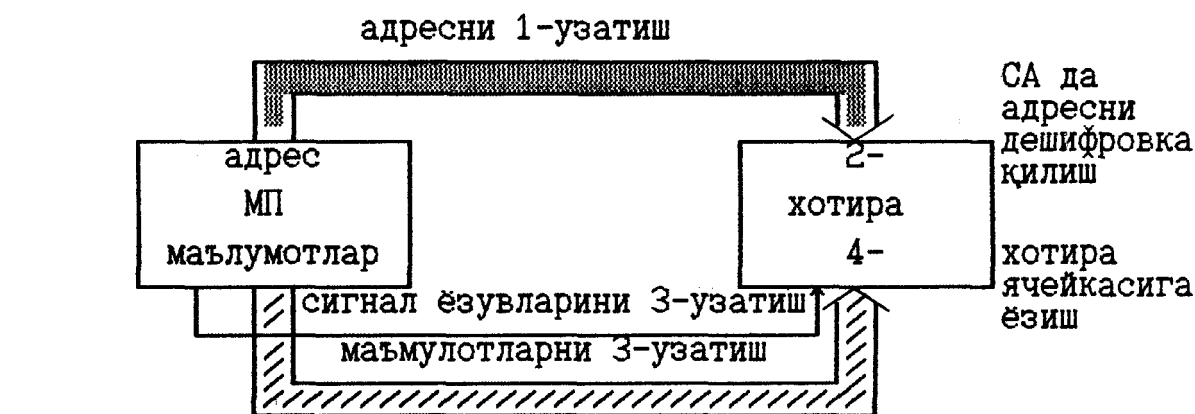 адресни 1-узатиш
СА да
адресни
дешифровка
қилиш
адрес
МП
маълумотлар
2-
хотира
4-
хотира
ячейкасига
ёзиш
сигнал ёзувларини 3-узатиш
маъмулотларни 3-узатиш